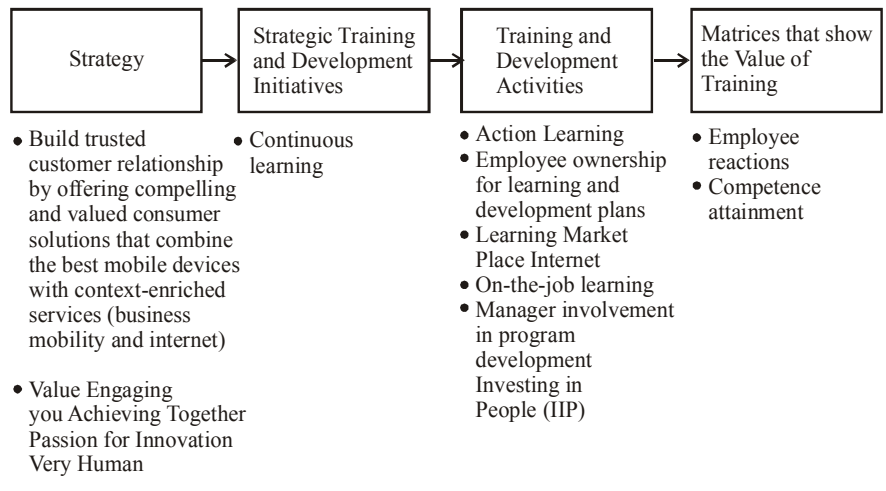 Strategy
Strategic Training
and Development
Initiatives
Training and
Development
Activities
Matrices that show
the Value of
Training
• Build trusted
customer relationship
by offering compelling
and valued consumer
solutions that combine
the best mobile devices
with context-enriched
services (business
mobility and internet)
• Value Engaging
you Achieving Together
Passion for Innovation
Very Human
• Continuous
learning
• Action Learning
• Employee ownership
for learning and
development plans
• Learning Market
Place Internet
• On-the-job learning
• Manager involvement
in program
development
Investing in
People (IIP)
• Employee
reactions
• Competence
attainment